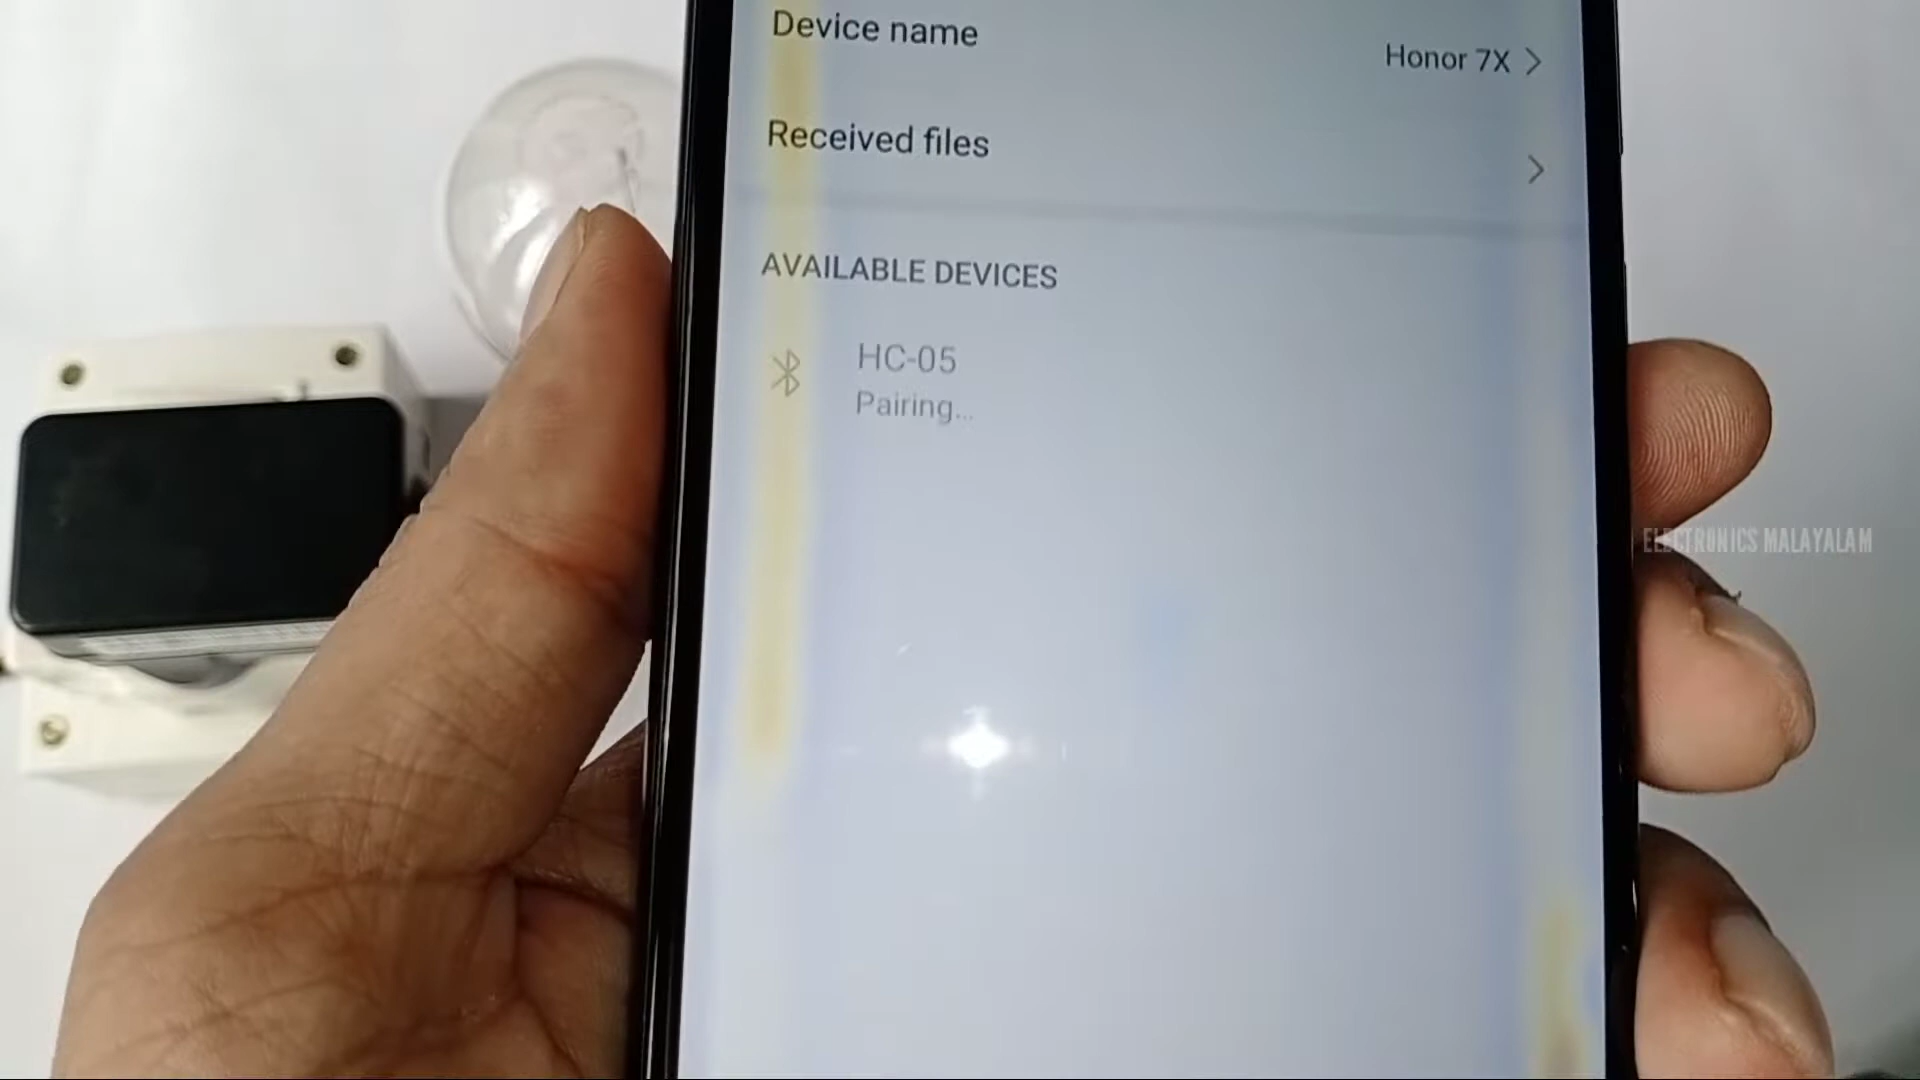 Device name
Honor 7X
Received files
AVAILABLE DEVICES
HC-05
Pairing...
ELECTRONICS MALAYALAM